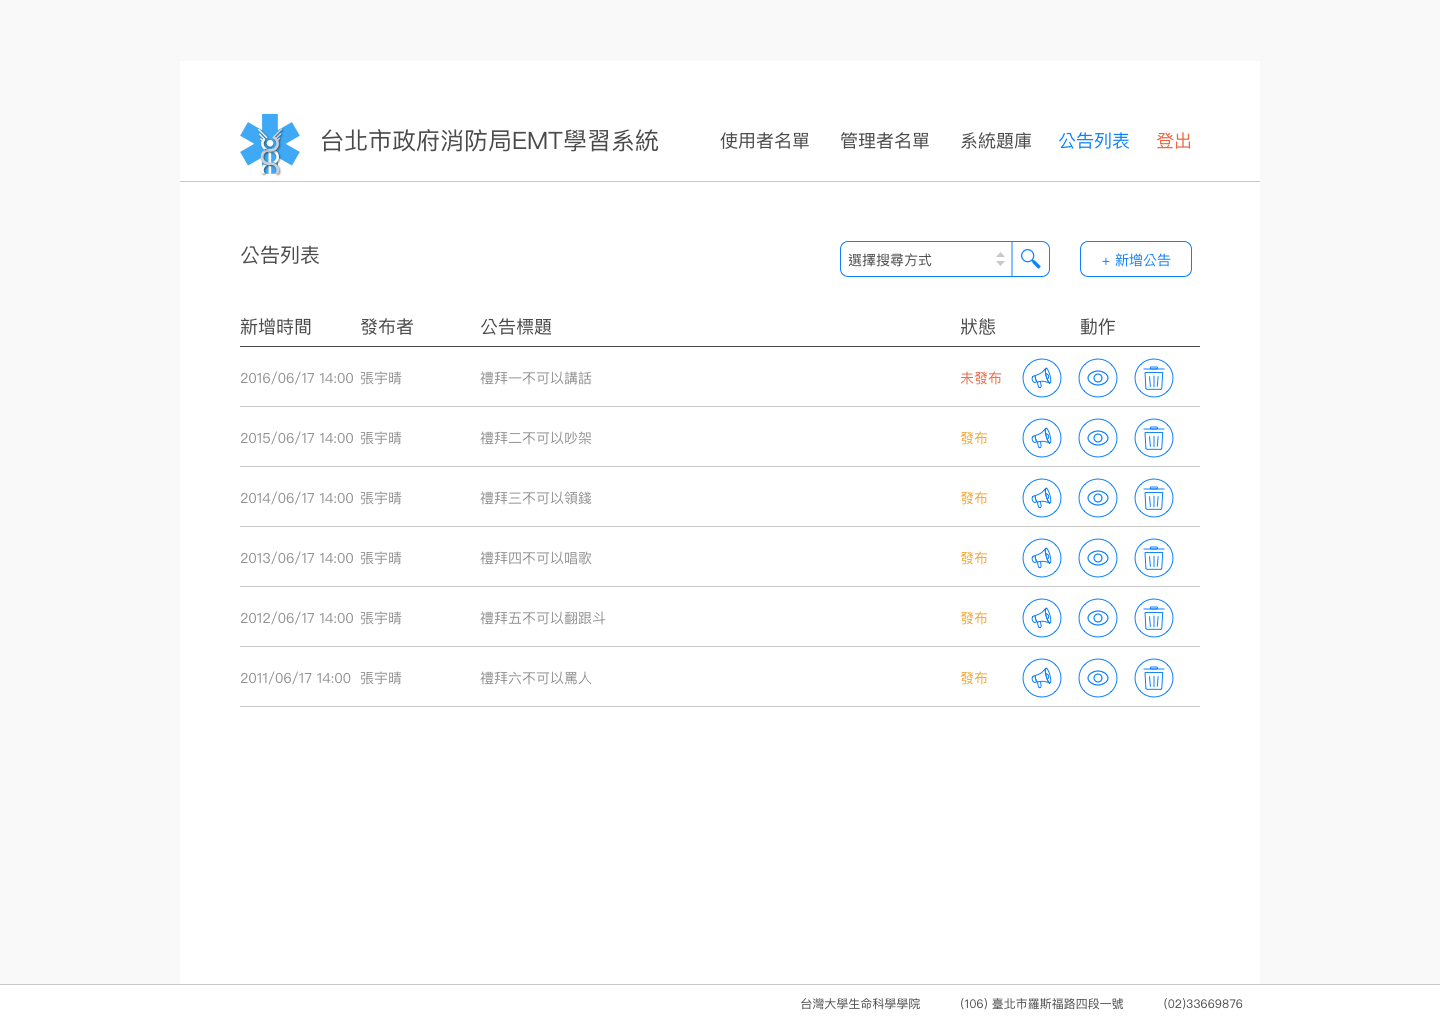 台北市政府消防局EMT學習系統 使用者名單 管理者名單 系統題庫 公告列表 登出
公告列表 選擇搜尋方式 + 新增公告
新增時間 發布者 公告標題 狀態 動作
2016/06/17 14:00 張宇晴 禮拜一不可以講話 未發布
2015/06/17 14:00 張宇晴 禮拜二不可以吵架 發布
2014/06/17 14:00 張宇晴 禮拜三不可以領錢 發布
2013/06/17 14:00 張宇晴 禮拜四不可以唱歌 發布
2012/06/17 14:00 張宇晴 禮拜五不可以翻跟斗 發布
2011/06/17 14:00 張宇晴 禮拜六不可以罵人 發布
台灣大學生命科學學院 (106) 臺北市羅斯福路四段一號 (02)33669876